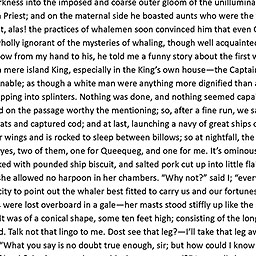 rkness into the imposed and coarse outer gloom of the unillumina
Priest; and on the maternal side he boasted aunts who were the
t, alas! the practices of whalemen soon convinced him that even C
holly ignorant of the mysteries of whaling, though well acquainted
ow from my hand to his, he told me a funny story about the first w
mere island King, especially in the King's own house—the Captai
nable; as though a white man were anything more dignified than a
pping into splinters. Nothing was done, and nothing seemed capa
d on the passage worthy the mentioning; so, after a fine run, we sa
ats and captured cod; and at last, launching a navy of great ships o
r wings and is rocked to sleep between billows; so at nightfall, the
yes, two of them, one for Queequeg, and one for me. It's ominous
ked with pounded ship biscuit, and salted pork cut up into little fla
she allowed no harpoon in her chambers. "Why not?" said I; "every
city to point out the whaler best fitted to carry us and our fortunes
were lost overboard in a gale—her masts stood stiffly up like the
It was of a conical shape, some ten feet high; consisting of the long
d. Talk not that lingo to me. Dost see that leg?—I'll take that leg aw
"What you say is no doubt true enough, sir; but how could I know